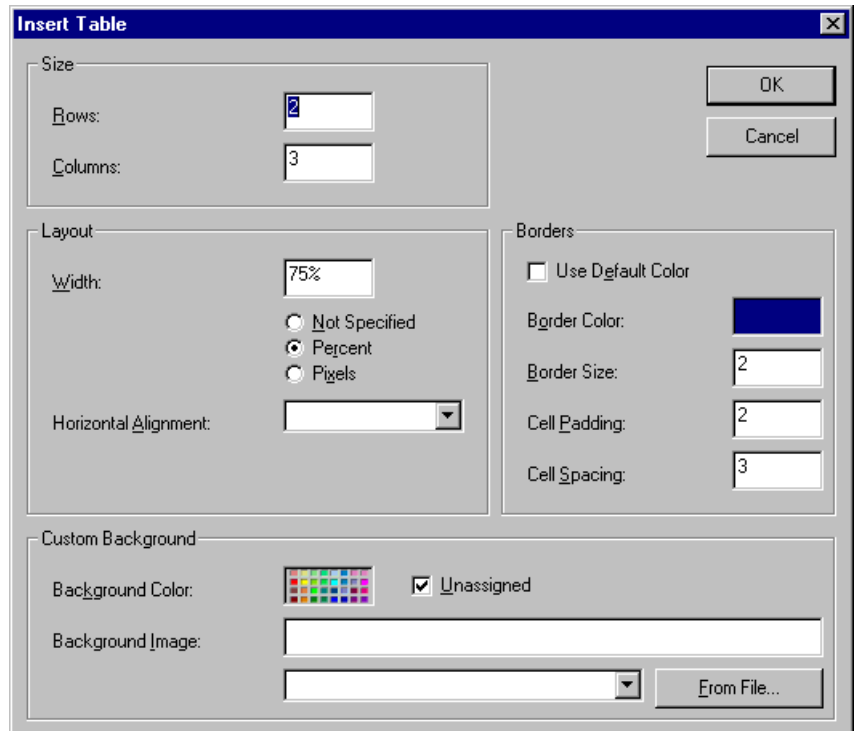 Insert Table
Size
OK
Rows: 2
Cancel
Columns: 3
Layout
Borders
Width: 75%
Use Default Color
Not Specified
Border Color:
Percent
Pixels
Border Size: 2
Horizontal Alignment:
Cell Padding: 2
Cell Spacing: 3
Custom Background
Background Color:
Unassigned
Background Image:
From File...